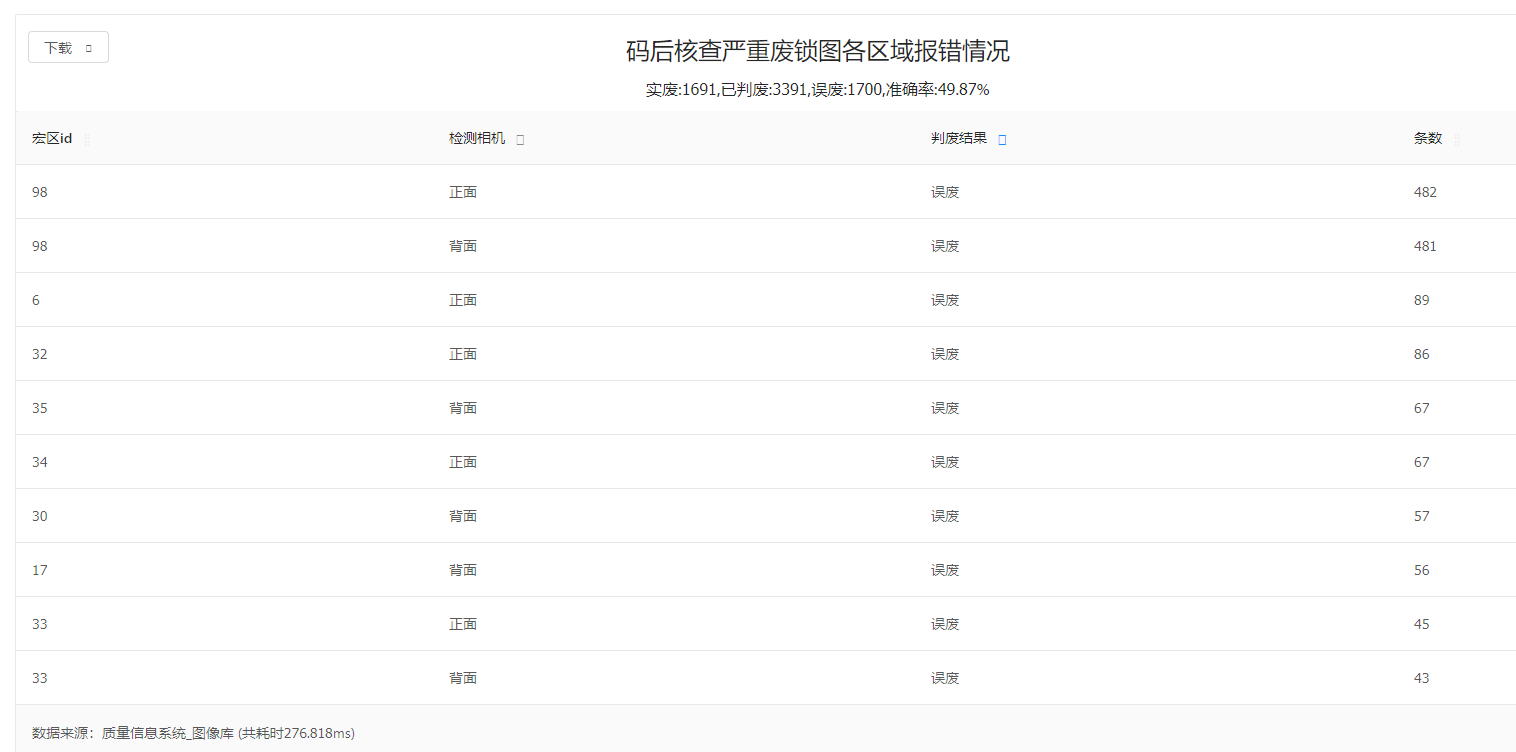 下载
码后核查严重废锁图各区域报错情况
实废:1691,已判废:3391,误废:1700,准确率:49.87%
宏区id 检测相机 判废结果 条数
98 正面 误废 482
98 背面 误废 481
6 正面 误废 89
32 正面 误废 86
35 背面 误废 67
34 正面 误废 67
30 背面 误废 57
17 背面 误废 56
33 正面 误废 45
33 背面 误废 43
数据来源：质量信息系统_图像库 (共耗时276.818ms)